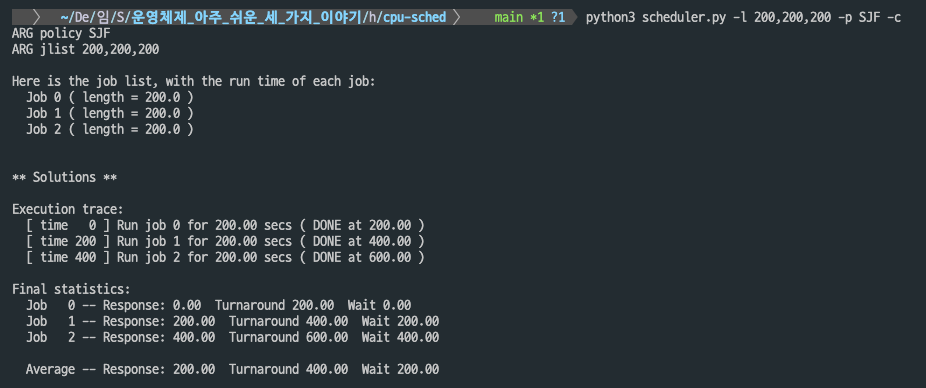 ~/De/임/S/운영체제_아주_쉬운_세_가지_이야기/h/cpu-sched main *1 ?1 python3 scheduler.py -l 200,200,200 -p SJF -c
ARG policy SJF
ARG jlist 200,200,200
Here is the job list, with the run time of each job:
Job 0 ( length = 200.0 )
Job 1 ( length = 200.0 )
Job 2 ( length = 200.0 )
** Solutions **
Execution trace:
[ time   0 ] Run job 0 for 200.00 secs ( DONE at 200.00 )
[ time 200 ] Run job 1 for 200.00 secs ( DONE at 400.00 )
[ time 400 ] Run job 2 for 200.00 secs ( DONE at 600.00 )
Final statistics:
Job   0 -- Response: 0.00  Turnaround 200.00  Wait 0.00
Job   1 -- Response: 200.00  Turnaround 400.00  Wait 200.00
Job   2 -- Response: 400.00  Turnaround 600.00  Wait 400.00
Average -- Response: 200.00  Turnaround 400.00  Wait 200.00